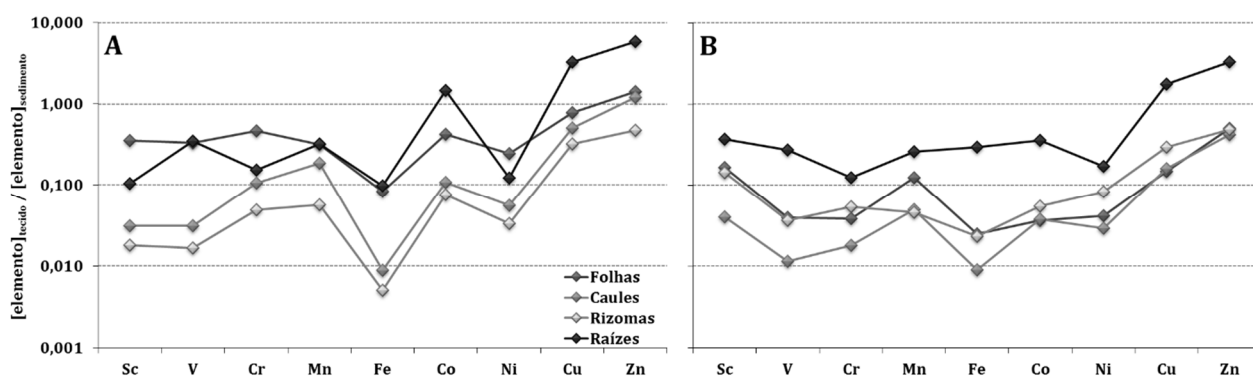 [elemento]tecido / [elemento]sedimento
10,000
1,000
0,100
0,010
0,001
A
Folhas
Caules
Rizomas
Raízes
Sc V Cr Mn Fe Co Ni Cu Zn
B
Sc V Cr Mn Fe Co Ni Cu Zn